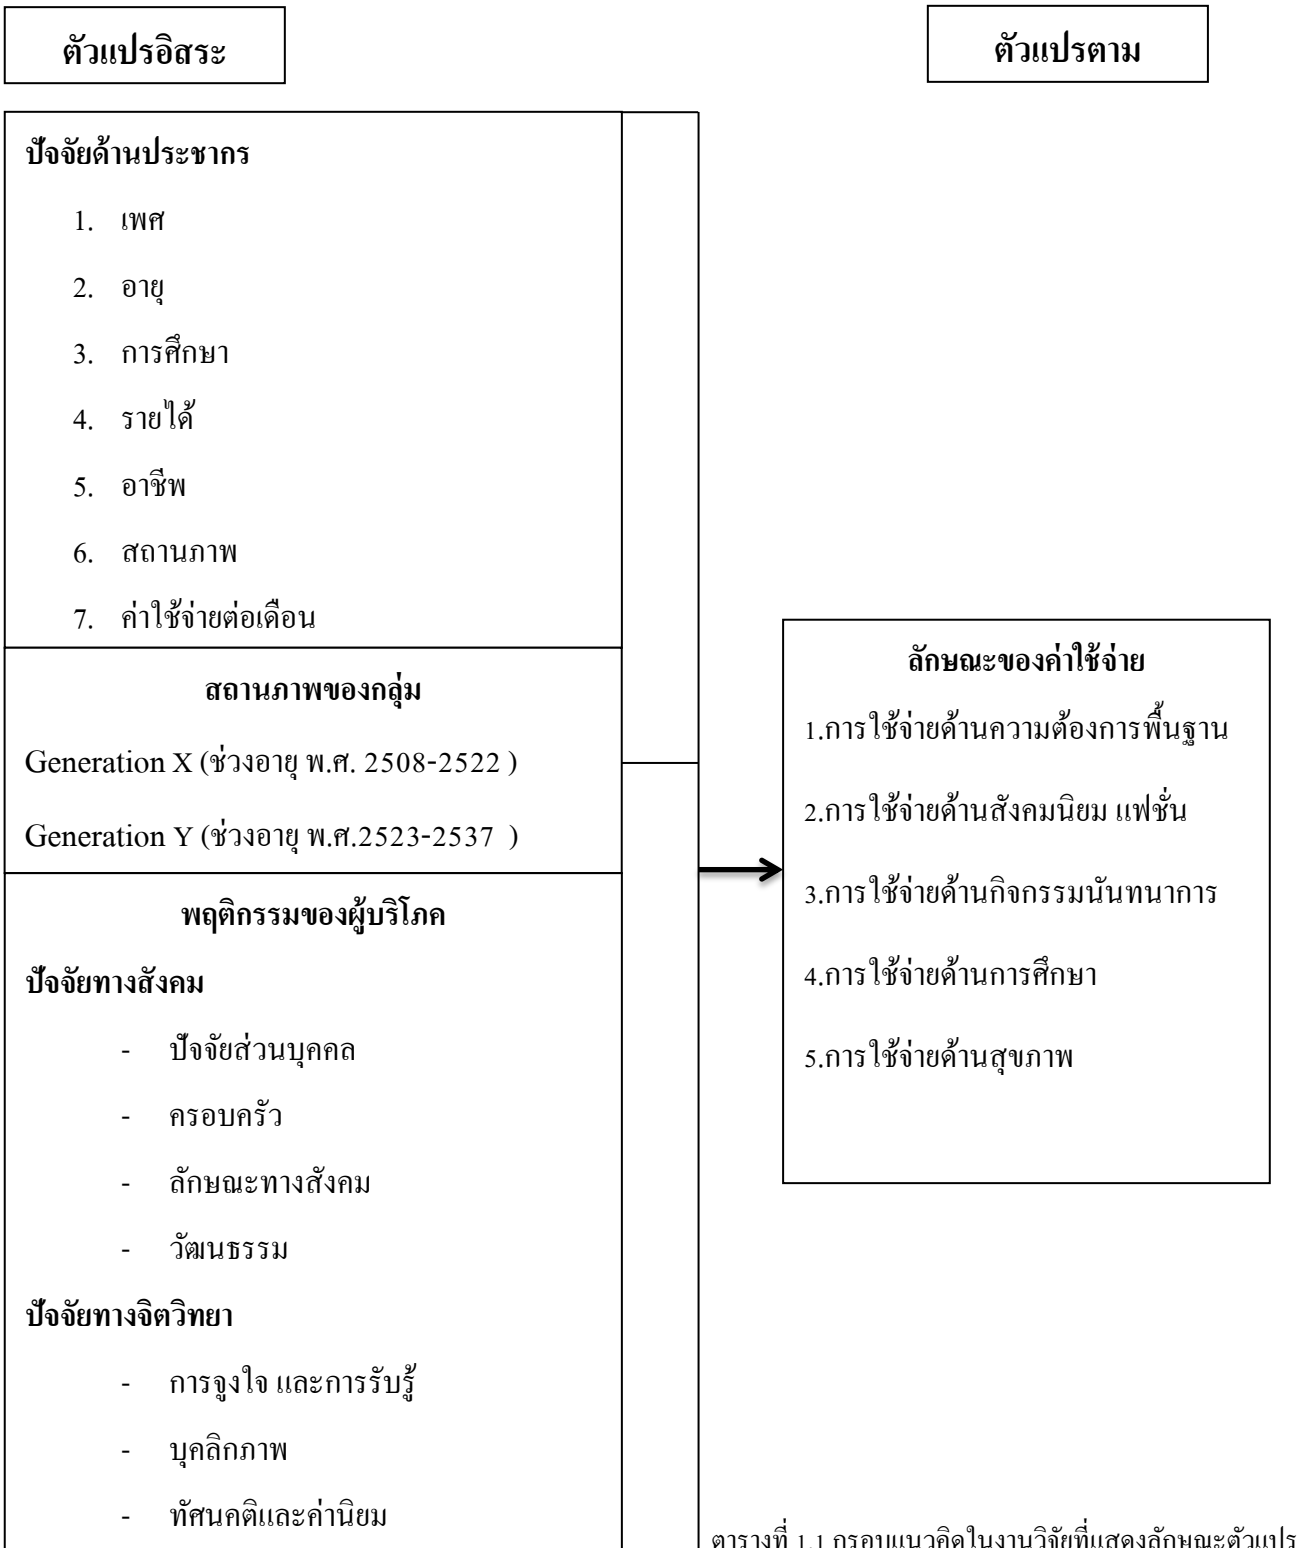 ตัวแปรอิสระ
ตัวแปรตาม
ปัจจัยด้านประชากร
1. เพศ
2. อายุ
3. การศึกษา
4. รายได้
5. อาชีพ
6. สถานภาพ
7. ค่าใช้จ่ายต่อเดือน
สถานภาพของกลุ่ม
Generation X (ช่วงอายุ พ.ศ. 2508-2522 )
Generation Y (ช่วงอายุ พ.ศ.2523-2537 )
พฤติกรรมของผู้บริโภค
ปัจจัยทางสังคม
- ปัจจัยส่วนบุคคล
- ครอบครัว
- ลักษณะทางสังคม
- วัฒนธรรม
ปัจจัยทางจิตวิทยา
- การจูงใจ และการรับรู้
- บุคลิกภาพ
- ทัศนคติและค่านิยม
ลักษณะของค่าใช้จ่าย
1.การใช้จ่ายด้านความต้องการพื้นฐาน
2.การใช้จ่ายด้านสังคมนิยม แฟชั่น
3.การใช้จ่ายด้านกิจกรรมนันทนาการ
4.การใช้จ่ายด้านการศึกษา
5.การใช้จ่ายด้านสุขภาพ
ตารางที่ 1.1 กรอบแนวคิดในงานวิจัยที่แสดงลักษณะตัวแปร